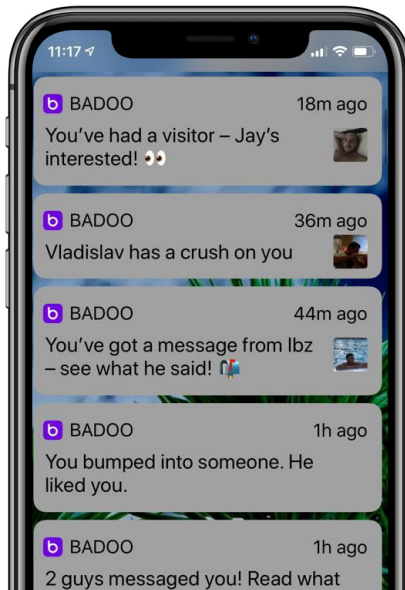 11:17
BADOO 18m ago
You've had a visitor – Jay's
interested! 👀
BADOO 36m ago
Vladislav has a crush on you
BADOO 44m ago
You've got a message from Ibz
– see what he said! 📬
BADOO 1h ago
You bumped into someone. He
liked you.
BADOO 1h ago
2 guys messaged you! Read what